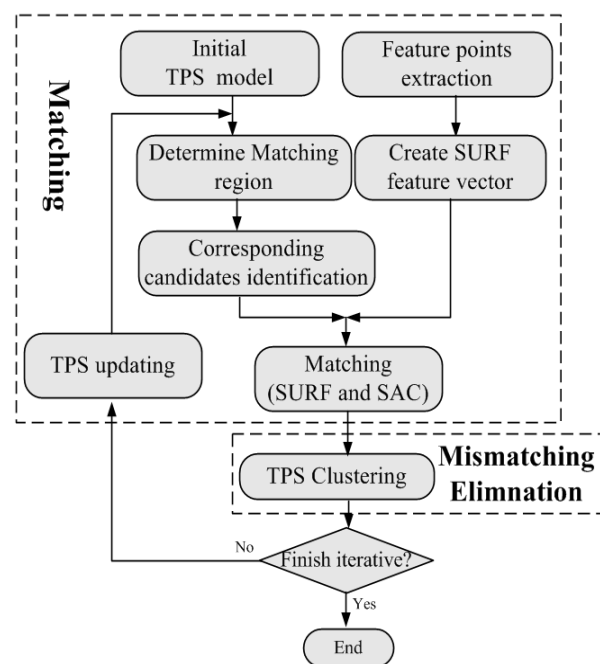 Matching
Initial
TPS model
Feature points
extraction
Determine Matching
region
Create SURF
feature vector
Corresponding
candidates identification
TPS updating
Matching
(SURF and SAC)
TPS Clustering
Mismatching
Elimnation
Finish iterative?
No
Yes
End